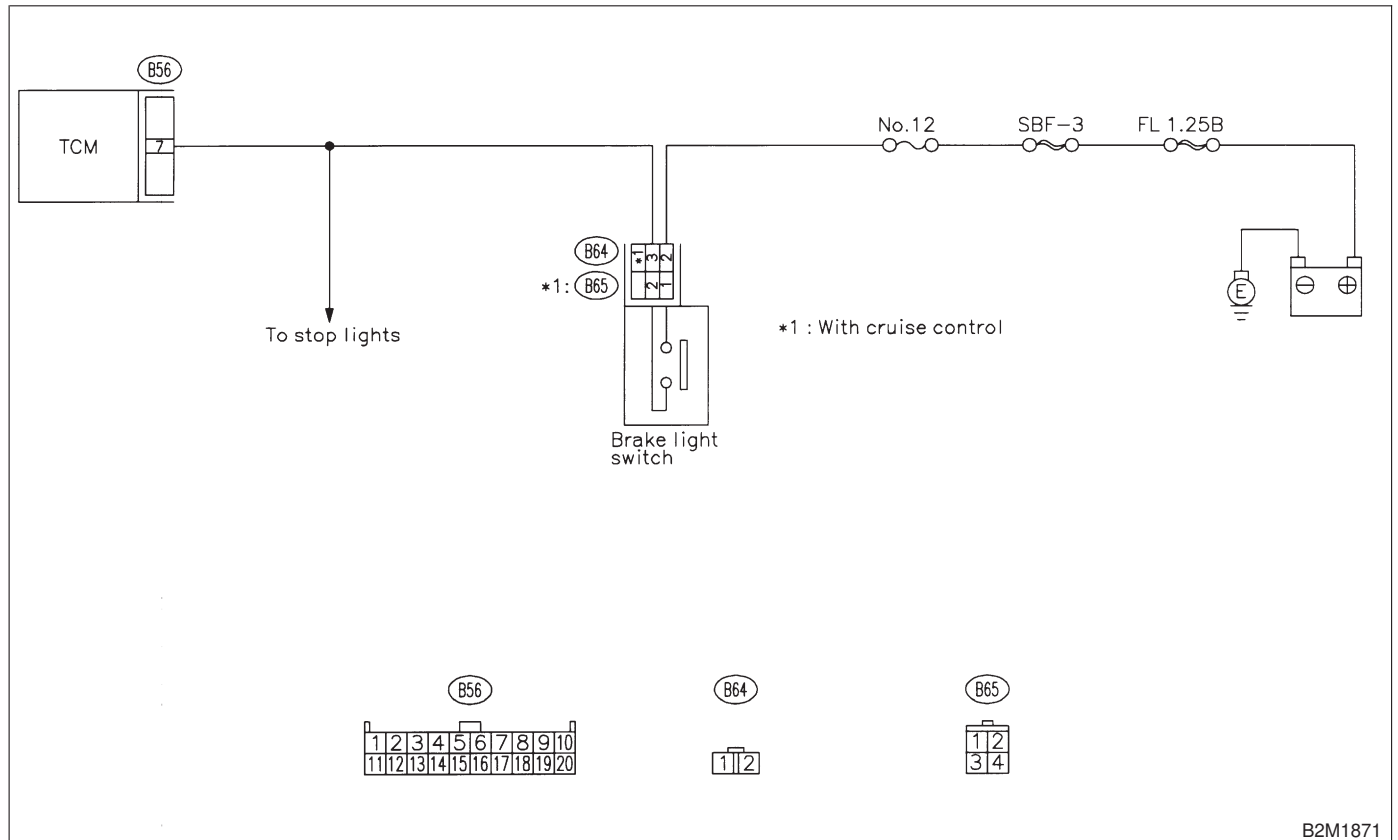 B56
TCM
7
No.12
SBF-3
FL 1.25B
B64
*1
3
2
*1: B65
2
1
E
⊖ ⊕
To stop lights
*1 : With cruise control
Brake light
switch
B56
B64
B65
1 2 3 4 5 6 7 8 9 10
11 12 13 14 15 16 17 18 19 20
1 2
1 2
3 4
B2M1871